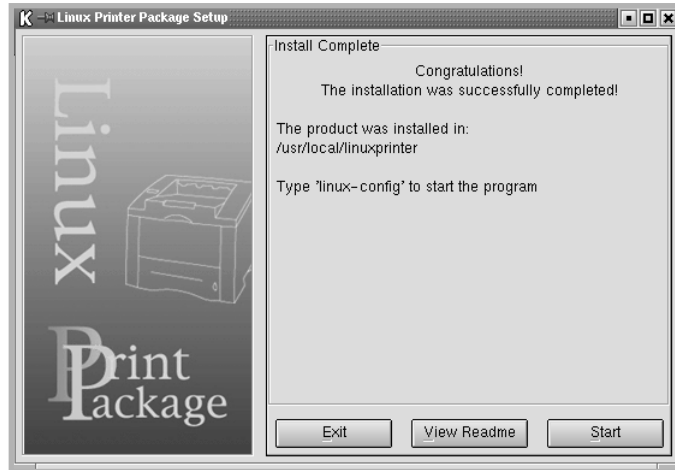 Linux Printer Package Setup
Linux
Print
Package
Install Complete
Congratulations!
The installation was successfully completed!
The product was installed in:
/usr/local/linuxprinter
Type 'linux-config' to start the program
Exit
View Readme
Start